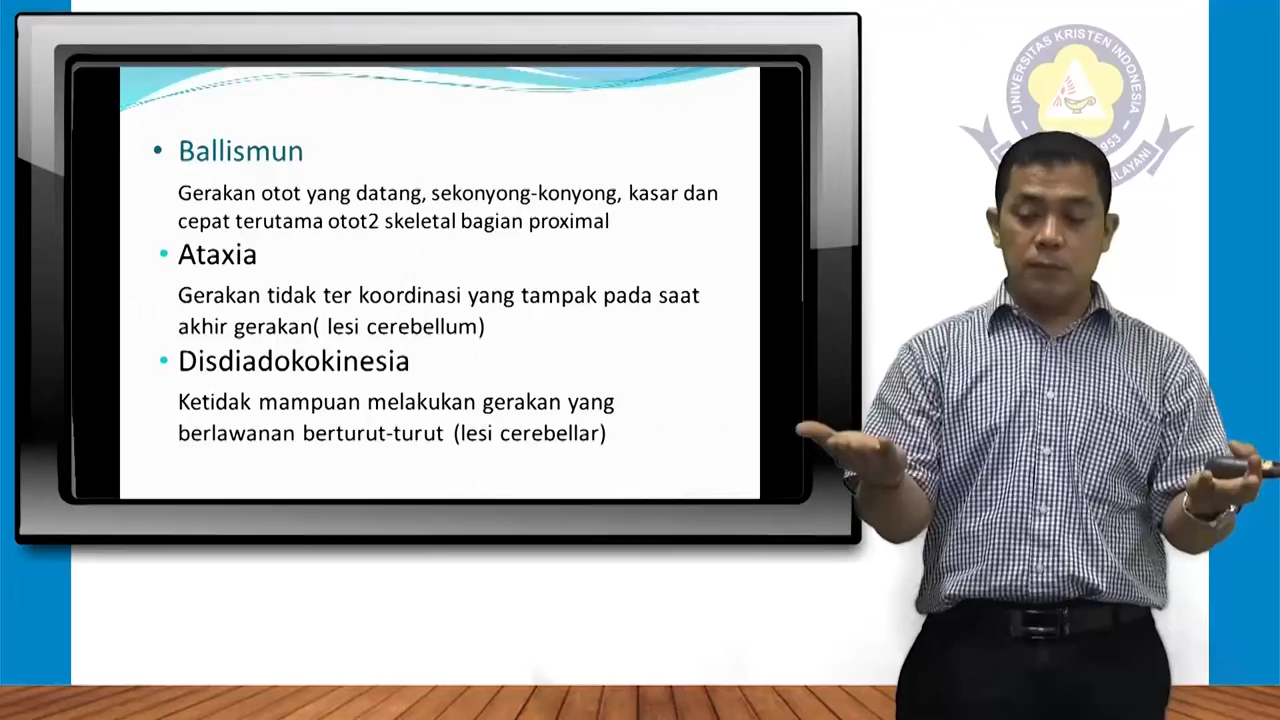 Ballismun
Gerakan otot yang datang, sekonyong-konyong, kasar dan
cepat terutama otot2 skeletal bagian proximal
Ataxia
Gerakan tidak ter koordinasi yang tampak pada saat
akhir gerakan( lesi cerebellum)
Disdiadokokinesia
Ketidak mampuan melakukan gerakan yang
berlawanan berturut-turut (lesi cerebellar)
UNIVERSITAS KRISTEN INDONESIA